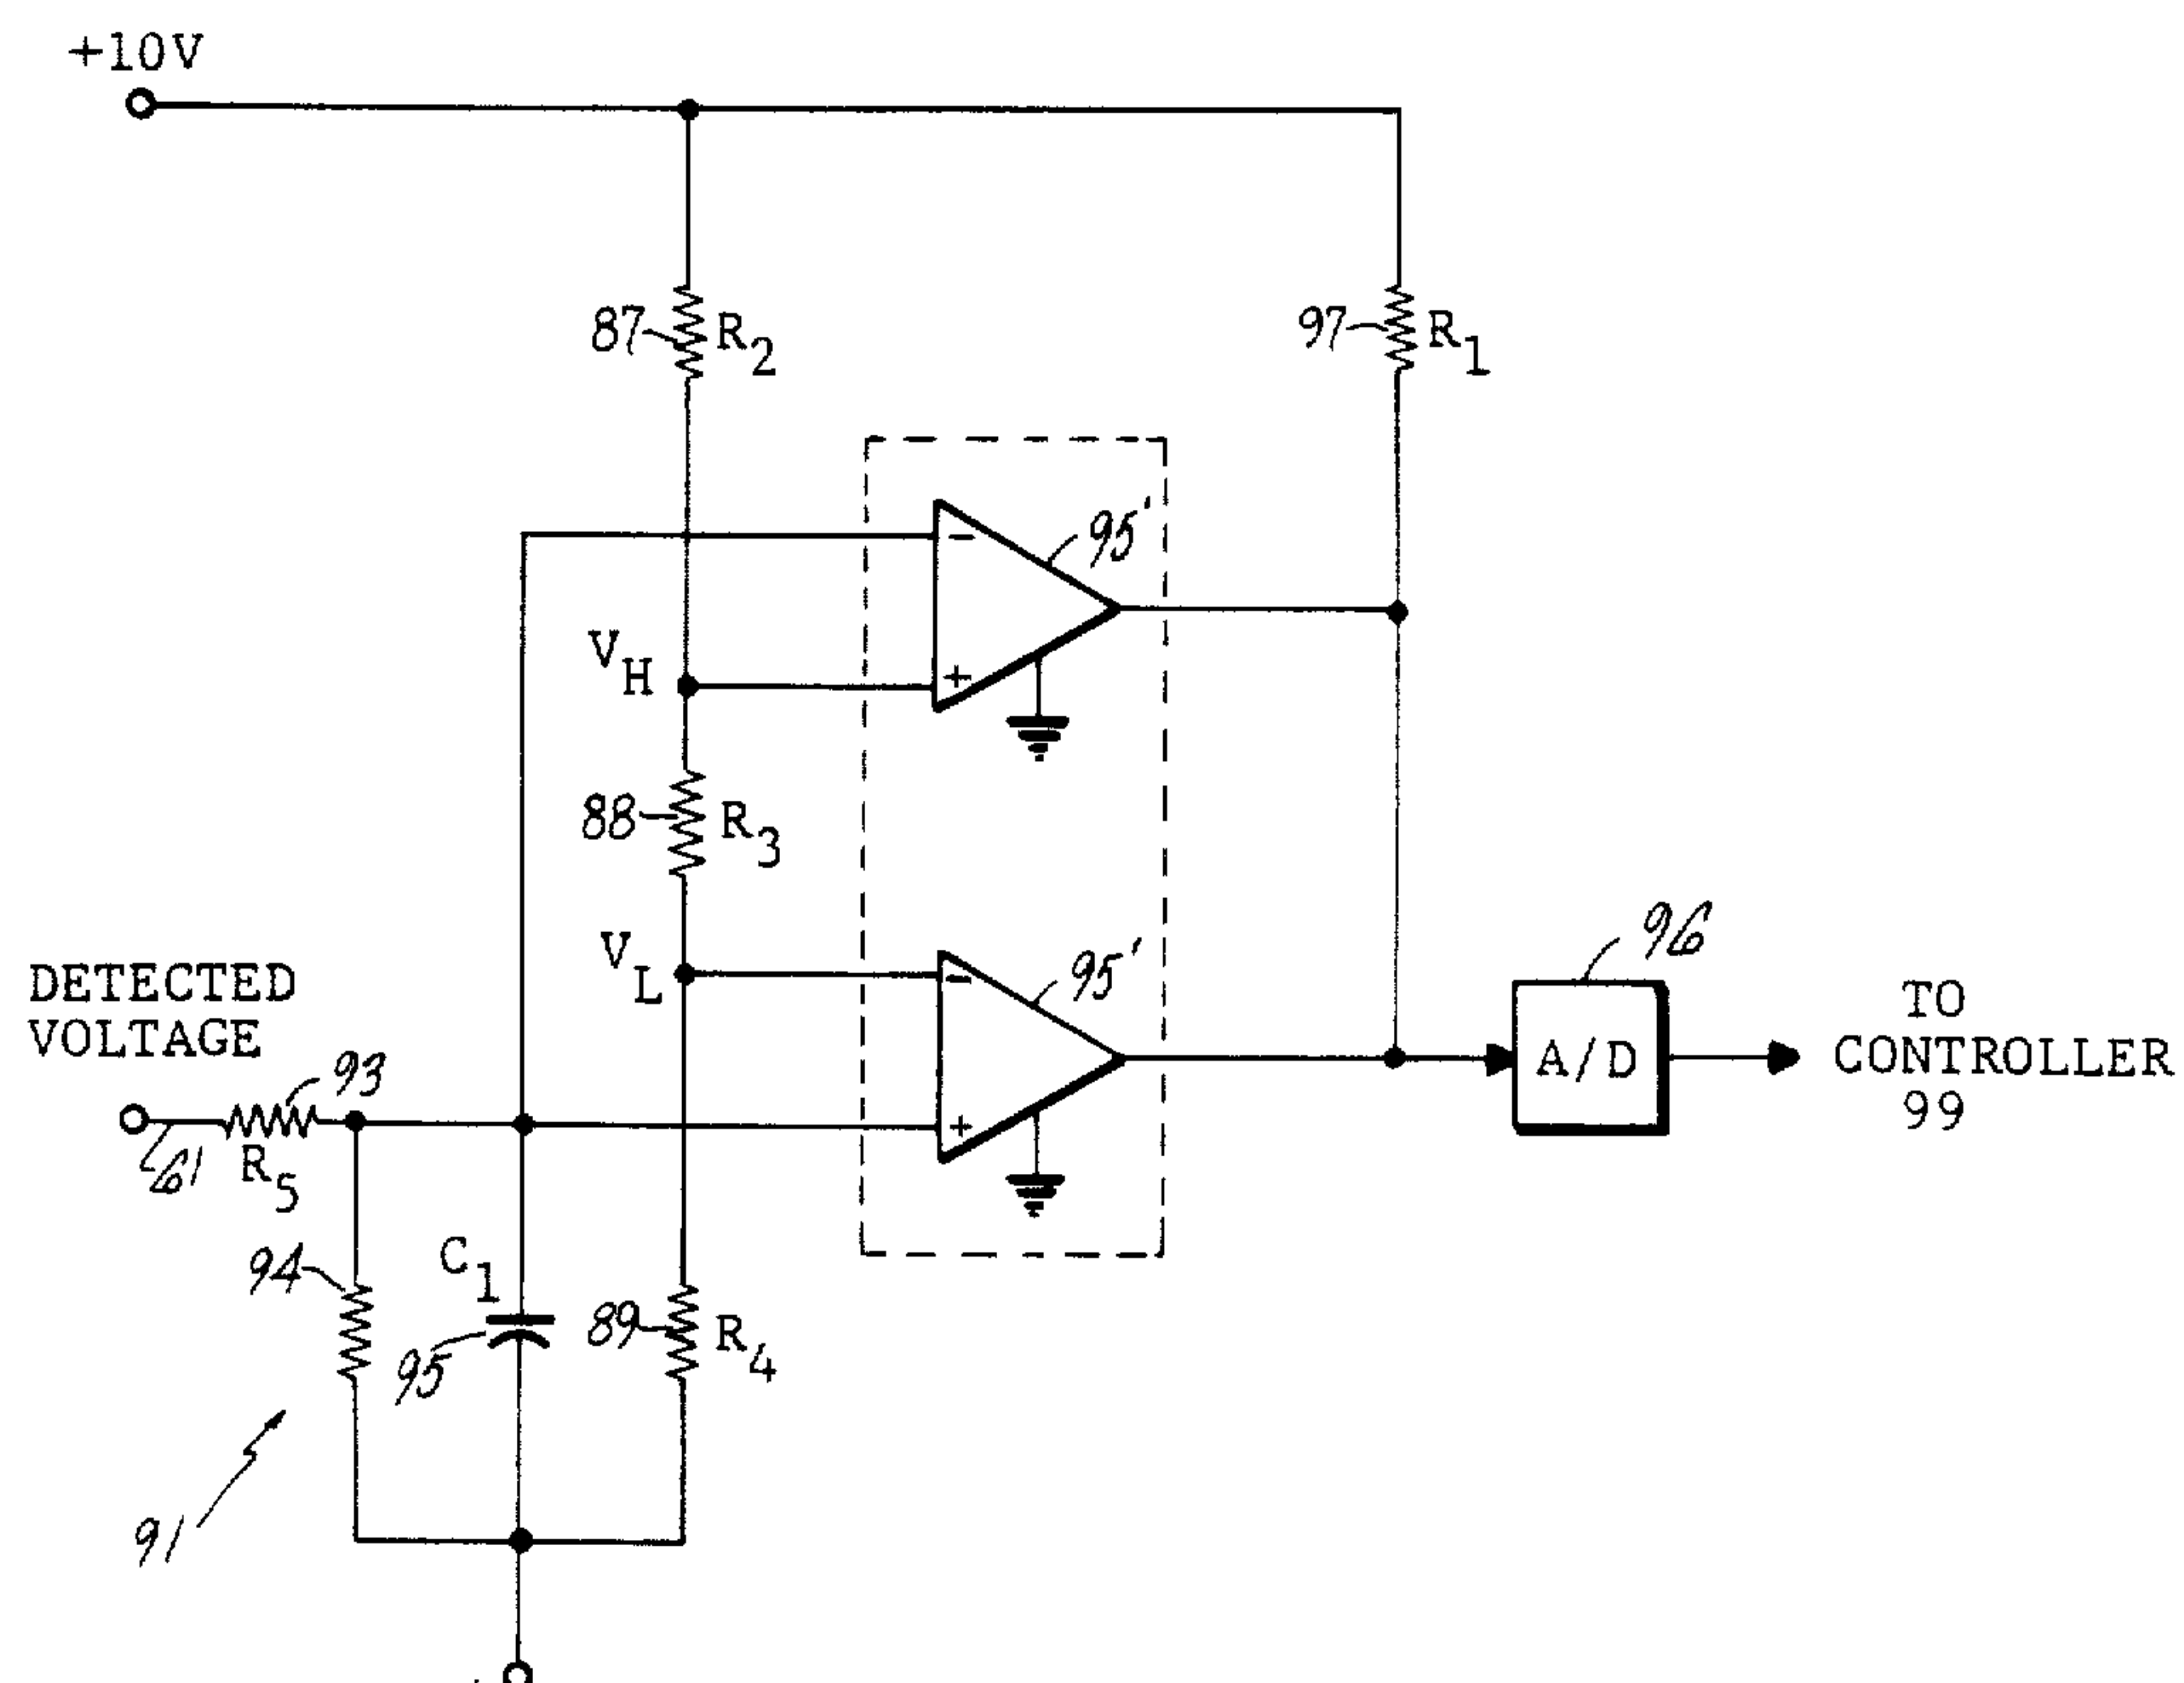 +10V
87
R2
97
R1
-
95'
VH
+
88
R3
VL
-
95'
96
DETECTED
VOLTAGE
A/D
TO
CONTROLLER
99
93
61
R5
+
94
C1
95
89
R4
91